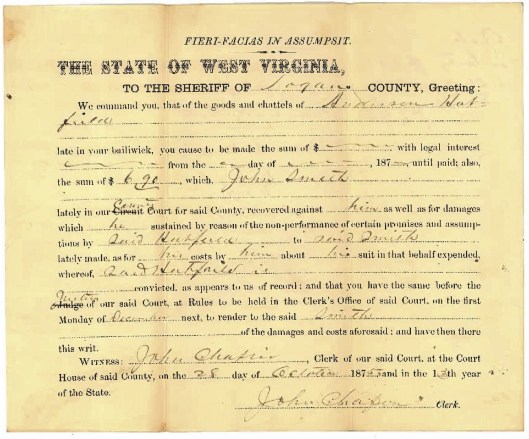 FIERI-FACIAS IN ASSUMPSIT.
THE STATE OF WEST VIRGINIA,
TO THE SHERIFF OF Logan COUNTY, Greeting:
We command you, that of the goods and chattels of Anderson Hat-
field
late in your bailiwick, you cause to be made the sum of $ with legal interest
from the day of , 187 until paid; also,
the sum of $ 6.90, which, John Smith
lately in our County Circuit Court for said County, recovered against him as well as for damages
which he sustained by reason of the non-performance of certain promises and assump-
tions by said Hatfield to said Smith
lately made, as for his costs by him about his suit in that behalf expended,
whereof, said Hatfield is
convicted, as appears to us of record: and that you have the same before the
Justice Judge of our said Court, at Rules to be held in the Clerk's Office of said Court, on the first
Monday of December next, to render to the said Smith
of the damages and costs aforesaid: and have then there
this writ.
WITNESS: John Chafin, Clerk of our said Court, at the Court
House of said County, on the 28 day of October 1875 and in the 13th year
of the State.
John Chafin Clerk.